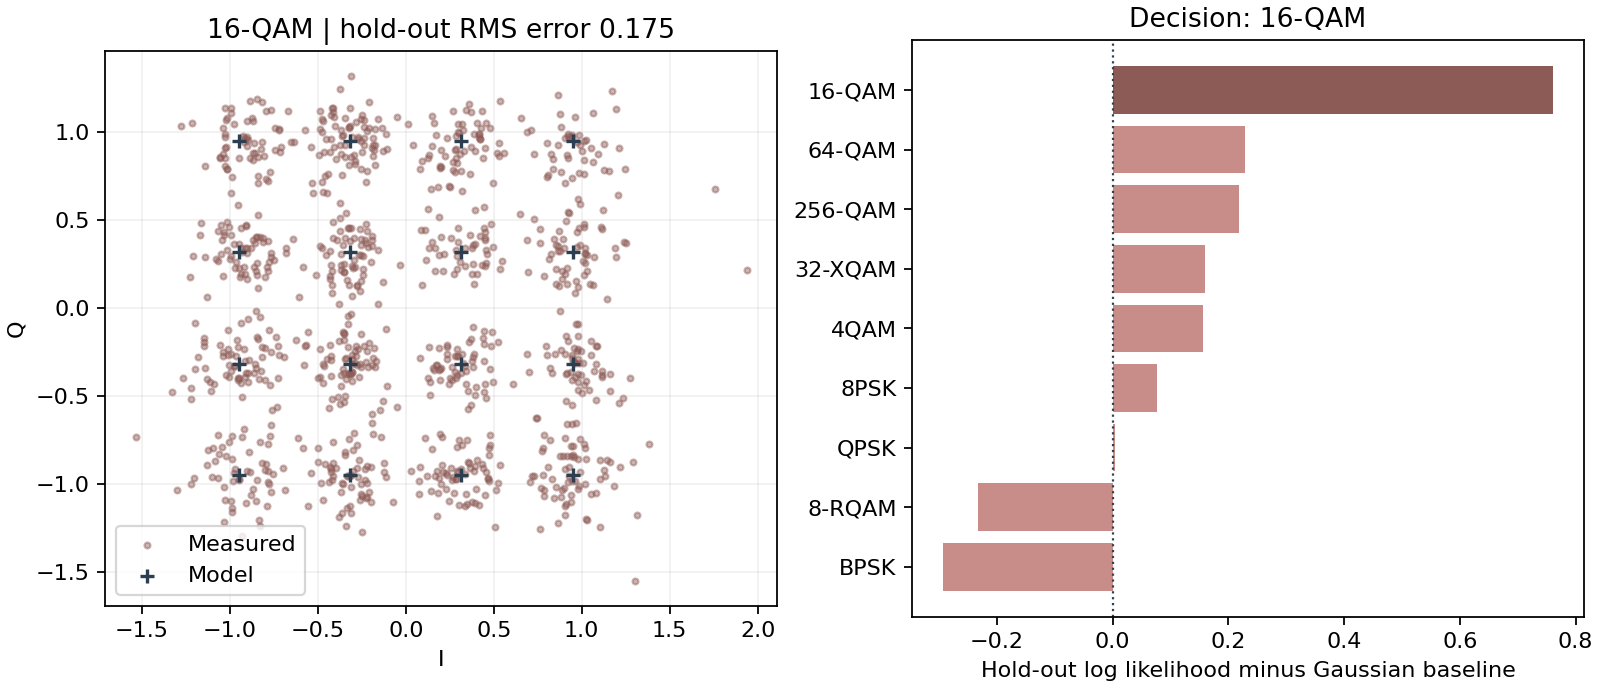 16-QAM | hold-out RMS error 0.175
Q
1.0
0.5
0.0
−0.5
−1.0
−1.5
Measured
Model
−1.5 −1.0 −0.5 0.0 0.5 1.0 1.5 2.0
I
Decision: 16-QAM
16-QAM
64-QAM
256-QAM
32-XQAM
4QAM
8PSK
QPSK
8-RQAM
BPSK
−0.2 0.0 0.2 0.4 0.6 0.8
Hold-out log likelihood minus Gaussian baseline